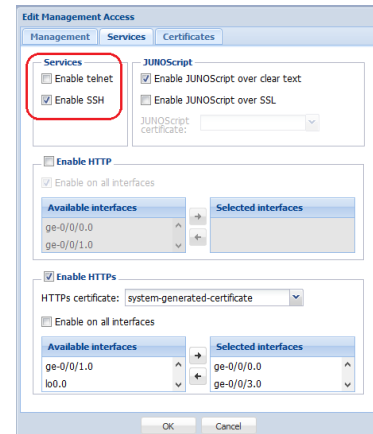 Edit Management Access
Management Services Certificates
Services JUNOScript
Enable telnet Enable JUNOScript over clear text
Enable SSH Enable JUNOScript over SSL
JUNOScript
certificate:
Enable HTTP
Enable on all interfaces
Available interfaces Selected interfaces
ge-0/0/0.0
ge-0/0/1.0
Enable HTTPs
HTTPs certificate: system-generated-certificate
Enable on all interfaces
Available interfaces Selected interfaces
ge-0/0/1.0 ge-0/0/0.0
lo0.0 ge-0/0/3.0
OK Cancel